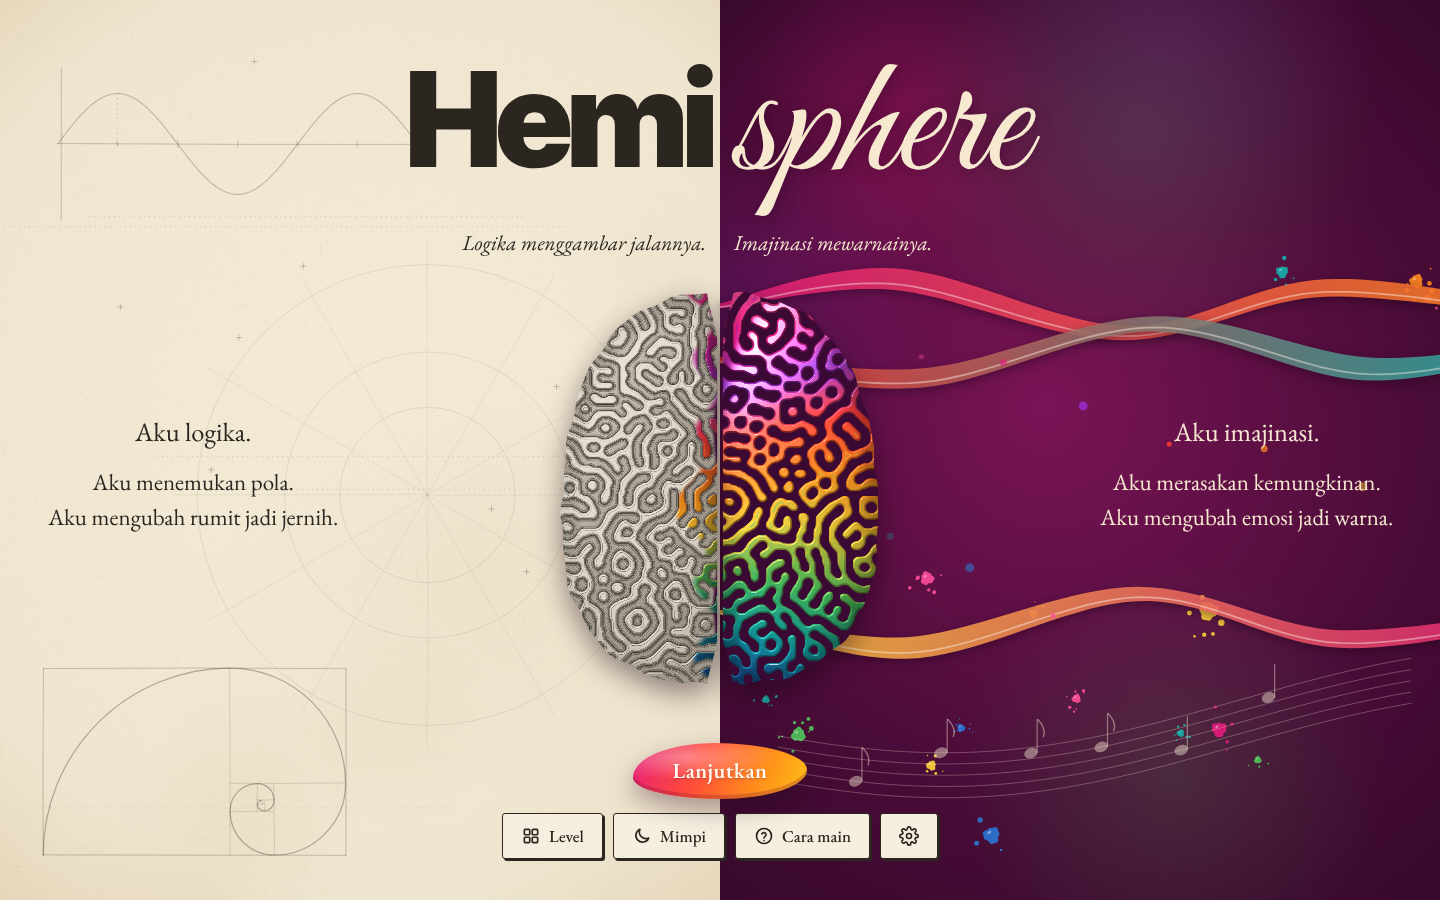 Hemisphere
Logika menggambar jalannya. Imajinasi mewarnainya.
Aku logika.
Aku menemukan pola.
Aku mengubah rumit jadi jernih.
Aku imajinasi.
Aku merasakan kemungkinan.
Aku mengubah emosi jadi warna.
Lanjutkan
Level
Mimpi
Cara main